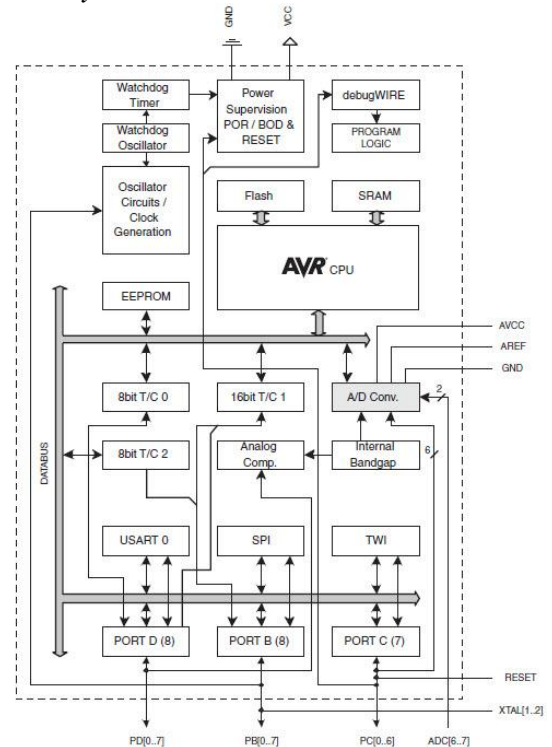 GND
VCC
Watchdog
Timer
Power
Supervision
POR / BOD &
RESET
debugWIRE
Watchdog
Oscillator
PROGRAM
LOGIC
Oscillator
Circuits /
Clock
Generation
Flash
SRAM
AVR CPU
EEPROM
AVCC
AREF
GND
8bit T/C 0
16bit T/C 1
A/D Conv.
2
DATABUS
8bit T/C 2
Analog
Comp.
Internal
Bandgap
6
USART 0
SPI
TWI
PORT D (8)
PORT B (8)
PORT C (7)
RESET
XTAL[1..2]
PD[0..7]
PB[0..7]
PC[0..6]
ADC[6..7]